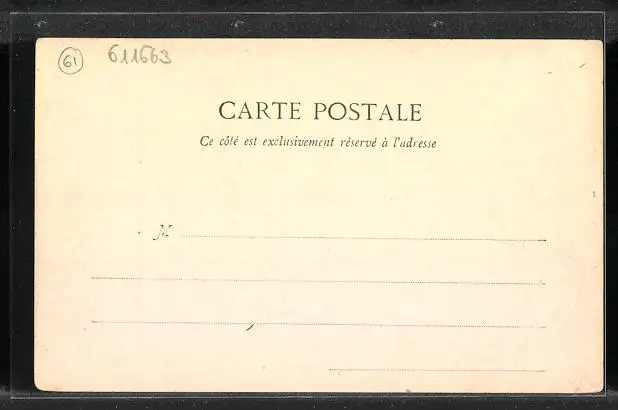 61 611663
CARTE POSTALE
Ce côté est exclusivement réservé à l'adresse
M